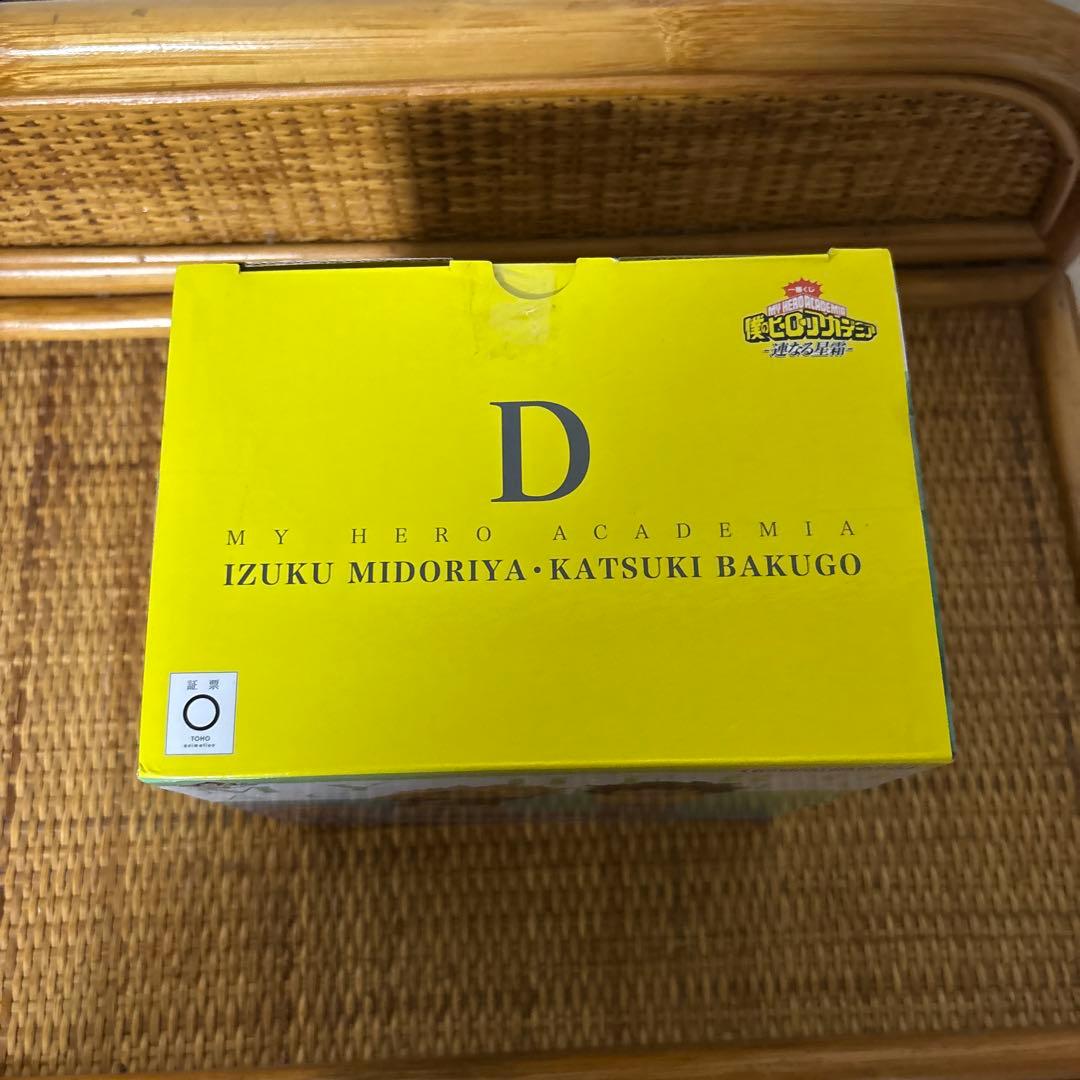 一番くじ
MY HERO ACADEMIA
僕のヒーローアカデミア
-連なる星霜-
D
MY HERO ACADEMIA
IZUKU MIDORIYA・KATSUKI BAKUGO
証 票
TOHO
animation